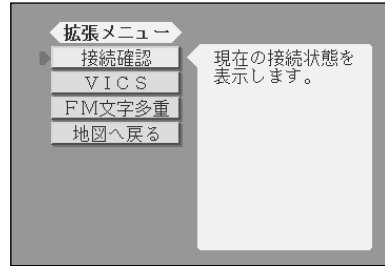 拡張メニュー
接続確認
ＶＩＣＳ
ＦＭ文字多重
地図へ戻る
現在の接続状態を
表示します。